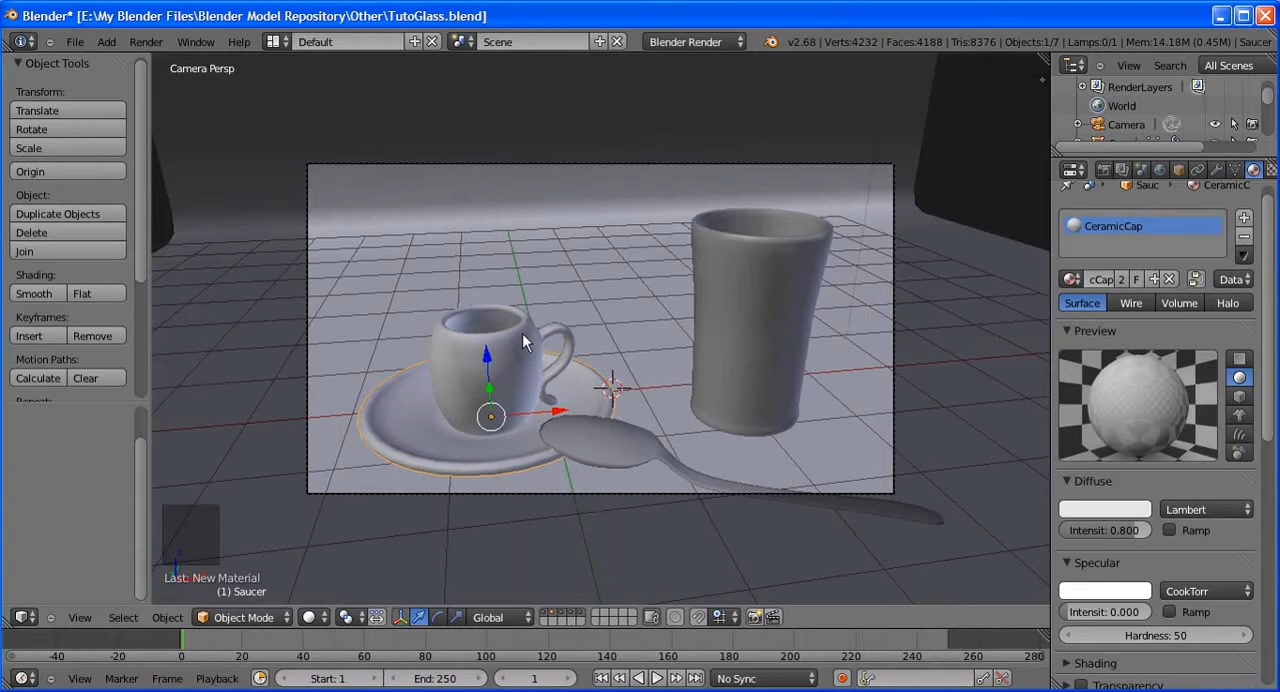 Blender* [E:\My Blender Files\Blender Model Repository\Other\TutoGlass.blend]
File Add Render Window Help Default Scene Blender Render v2.68 | Verts:4232 | Faces:4188 | Tris:8376 | Objects:1/7 | Lamps:0/1 | Mem:14.18M (0.45M) | Saucer
Object Tools
Transform:
Translate
Rotate
Scale
Origin
Object:
Duplicate Objects
Delete
Join
Shading:
Smooth Flat
Keyframes:
Insert Remove
Motion Paths:
Calculate Clear
Camera Persp
Last: New Material
(1) Saucer
View Search All Scenes
RenderLayers
World
Camera
Sauc CeramicC
CeramicCap
cCap 2 F Data
Surface Wire Volume Halo
Preview
Diffuse
Lambert
Intensit: 0.800 Ramp
Specular
CookTorr
Intensit: 0.000 Ramp
Hardness: 50
Shading
Transparency
View Select Object Object Mode Global
-40 -20 0 20 40 60 80 100 120 140 160 180 200 220 240 260 280
View Marker Frame Playback Start: 1 End: 250 1 No Sync